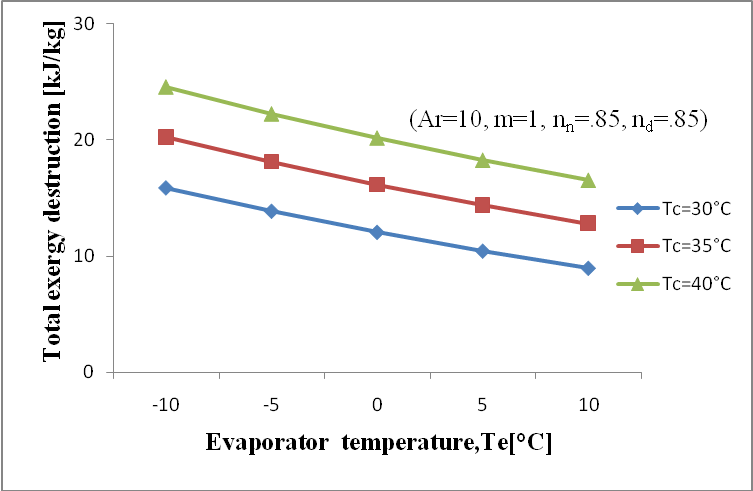 Total exergy destruction [kJ/kg]
30
20
10
0
-10 -5 0 5 10
Evaporator temperature,Te[°C]
(Ar=10, m=1, nn=.85, nd=.85)
Tc=30°C
Tc=35°C
Tc=40°C